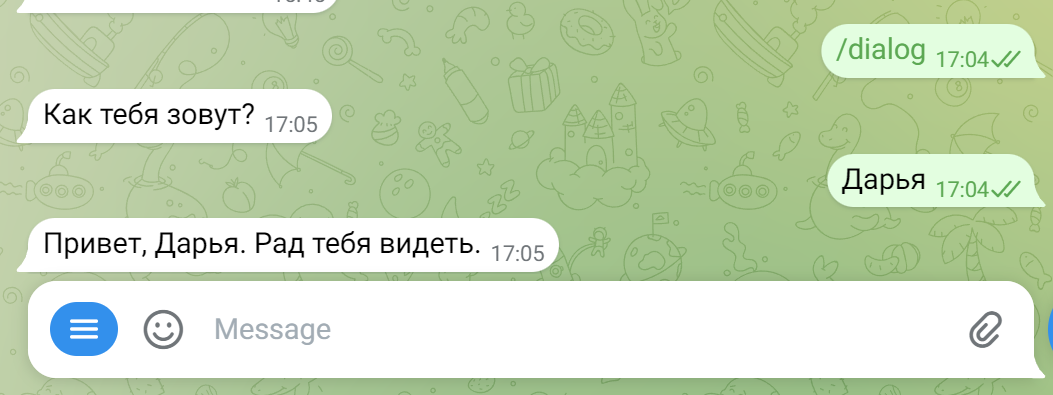 /dialog 17:04
Как тебя зовут? 17:05
Дарья 17:04
Привет, Дарья. Рад тебя видеть. 17:05
Message